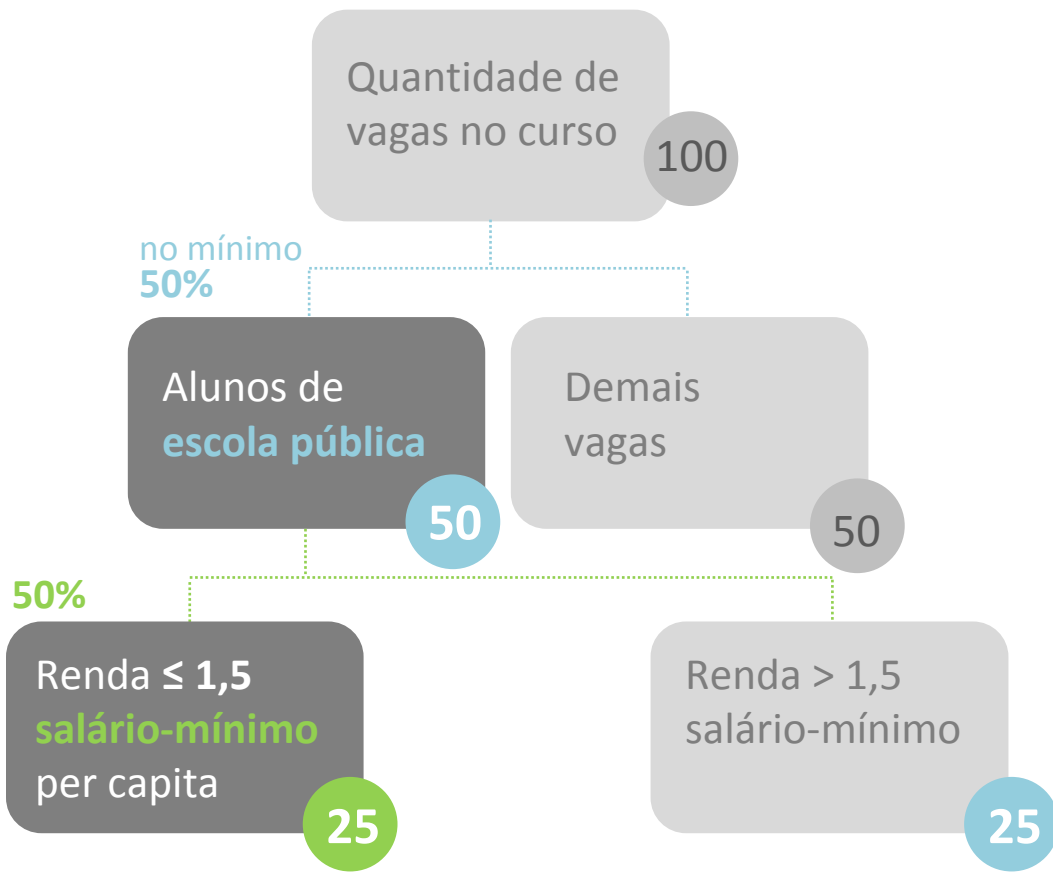 Quantidade de
vagas no curso
100
no mínimo
50%
Alunos de
escola pública
50
Demais
vagas
50
50%
Renda ≤ 1,5
salário-mínimo
per capita
25
Renda > 1,5
salário-mínimo
25